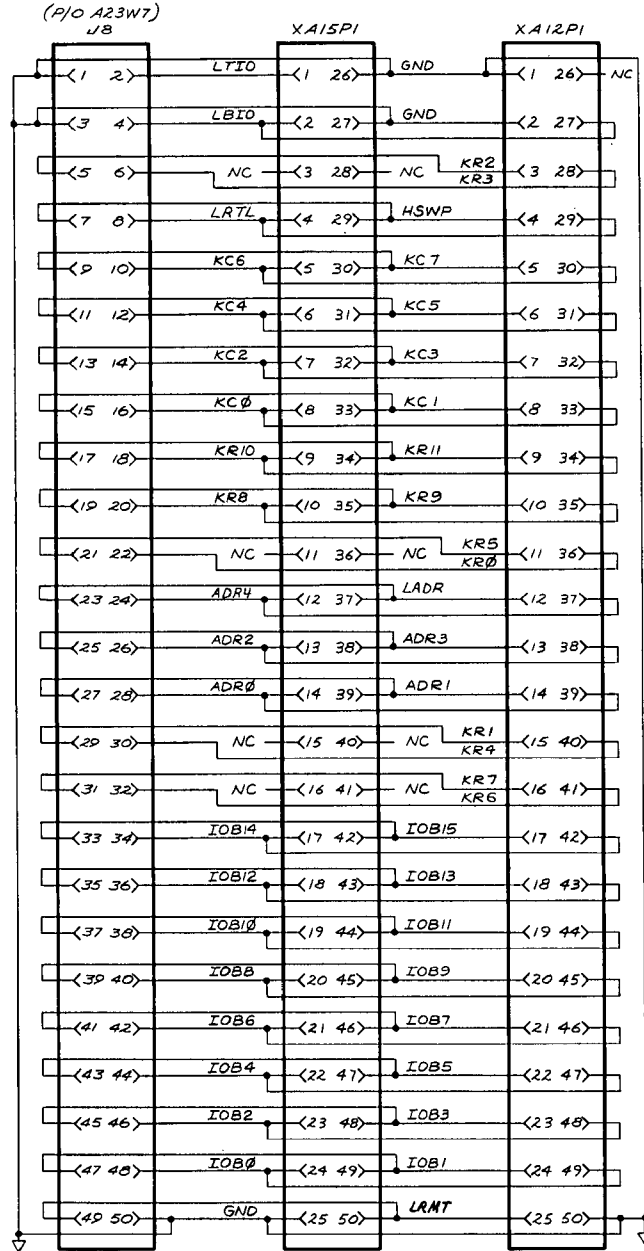 (P/O A23W7)
J8 XA15P1 XA12P1
1 2 LTIO 1 26 GND 1 26 NC
3 4 LBIO 2 27 GND 2 27
5 6 NC 3 28 NC KR2 3 28
KR3
7 8 LRTL 4 29 HSWP 4 29
9 10 KC6 5 30 KC7 5 30
11 12 KC4 6 31 KC5 6 31
13 14 KC2 7 32 KC3 7 32
15 16 KCØ 8 33 KC1 8 33
17 18 KR10 9 34 KR11 9 34
19 20 KR8 10 35 KR9 10 35
21 22 NC 11 36 NC KR5 11 36
KRØ
23 24 ADR4 12 37 LADR 12 37
25 26 ADR2 13 38 ADR3 13 38
27 28 ADRØ 14 39 ADR1 14 39
29 30 NC 15 40 NC KR1 15 40
KR4
31 32 NC 16 41 NC KR7 16 41
KR6
33 34 IOB14 17 42 IOB15 17 42
35 36 IOB12 18 43 IOB13 18 43
37 38 IOB1Ø 19 44 IOB11 19 44
39 40 IOB8 20 45 IOB9 20 45
41 42 IOB6 21 46 IOB7 21 46
43 44 IOB4 22 47 IOB5 22 47
45 46 IOB2 23 48 IOB3 23 48
47 48 IOBØ 24 49 IOB1 24 49
49 50 GND 25 50 LRMT 25 50